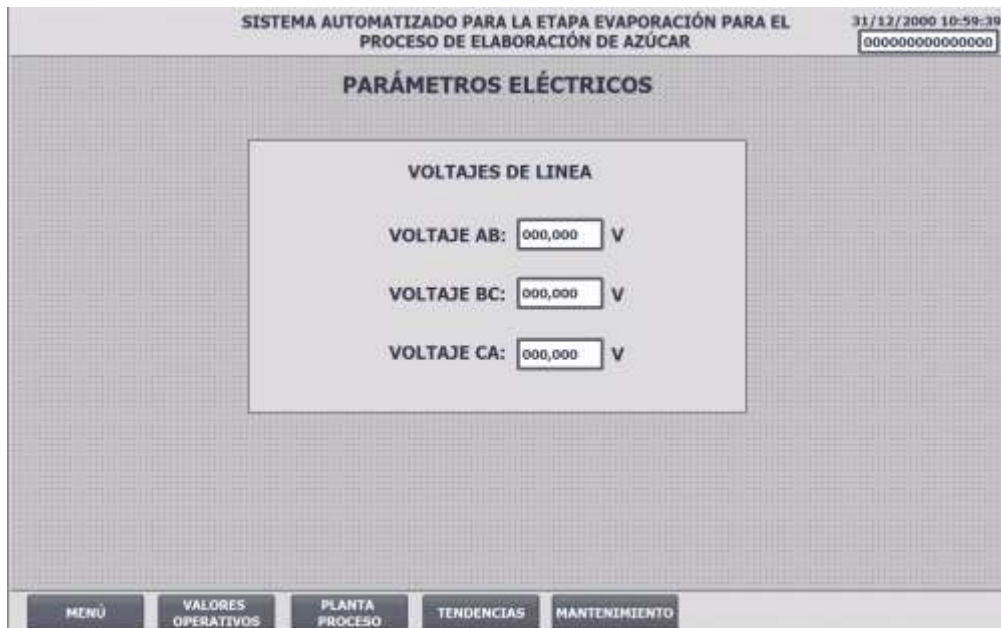 SISTEMA AUTOMATIZADO PARA LA ETAPA EVAPORACIÓN PARA EL
PROCESO DE ELABORACIÓN DE AZÚCAR
31/12/2000 10:59:39
000000000000000
PARÁMETROS ELÉCTRICOS
VOLTAJES DE LINEA
VOLTAJE AB: 000,000 V
VOLTAJE BC: 000,000 V
VOLTAJE CA: 000,000 V
MENÚ
VALORES
OPERATIVOS
PLANTA
PROCESO
TENDENCIAS
MANTENIMIENTO